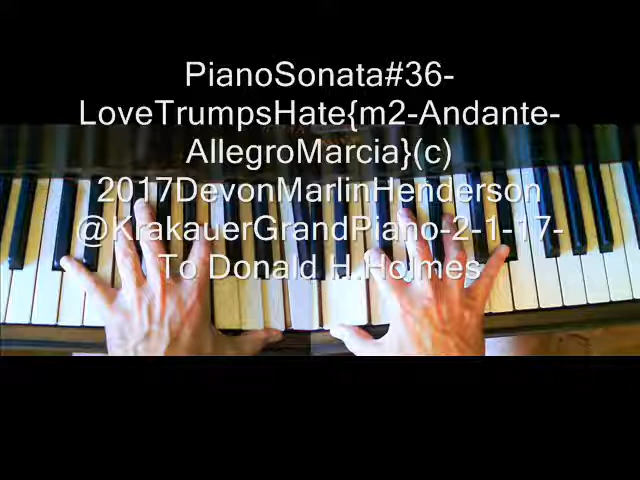 PianoSonata#36-
LoveTrumpsHate{m2-Andante-
AllegroMarcia}(c)
2017DevonMarlinHenderson
@KrakauerGrandPiano-2-1-17-
To Donald H.Holmes